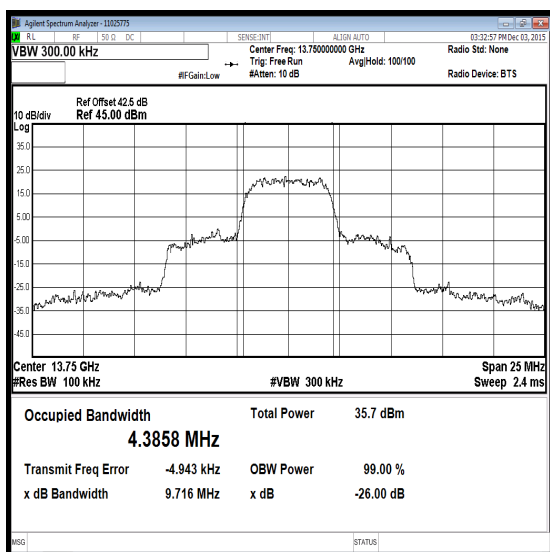 Agilent Spectrum Analyzer - 11025775
RL RF 50 Ω DC SENSE:INT ALIGN AUTO 03:32:57 PM Dec 03, 2015
VBW 300.00 kHz Center Freq: 13.750000000 GHz Radio Std: None
Trig: Free Run Avg|Hold: 100/100
#IFGain:Low #Atten: 10 dB Radio Device: BTS
Ref Offset 42.5 dB
10 dB/div Ref 45.00 dBm
Log
35.0
25.0
15.0
5.00
-5.00
-15.0
-25.0
-35.0
-45.0
Center 13.75 GHz Span 25 MHz
#Res BW 100 kHz #VBW 300 kHz Sweep 2.4 ms
Occupied Bandwidth Total Power 35.7 dBm
4.3858 MHz
Transmit Freq Error -4.943 kHz OBW Power 99.00 %
x dB Bandwidth 9.716 MHz x dB -26.00 dB
MSG STATUS